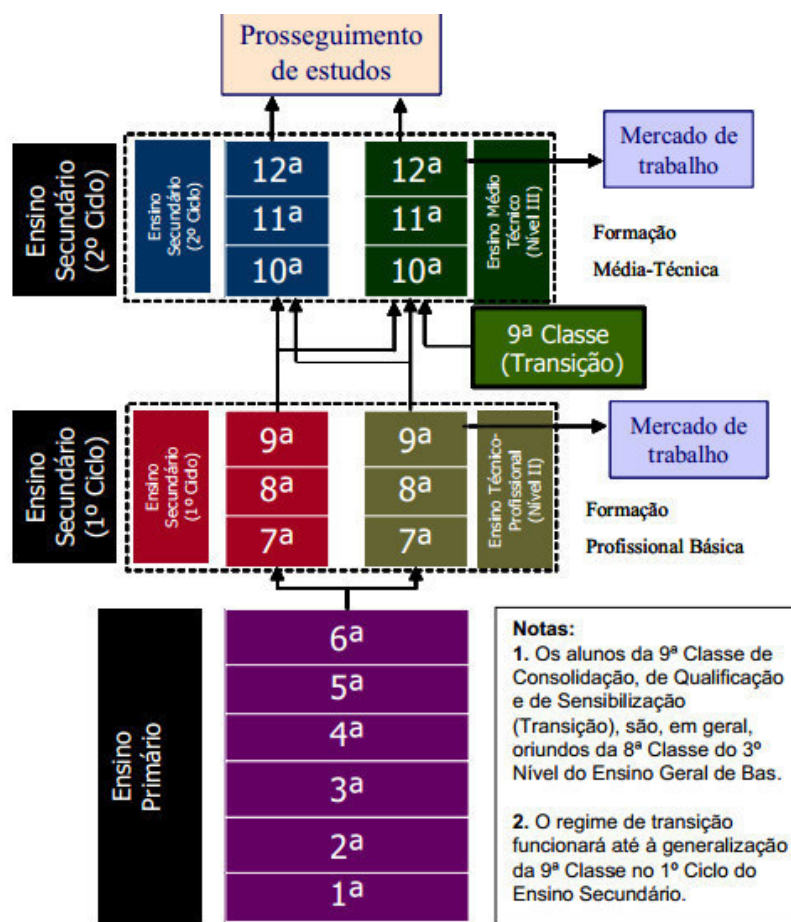 Prosseguimento
de estudos
Ensino
Secundário
(2º Ciclo)
Ensino
Secundário
(2º Ciclo)
12ª
11ª
10ª
12ª
11ª
10ª
Ensino Médio
Técnico
(Nível III)
Mercado de
trabalho
Formação
Média-Técnica
9ª Classe
(Transição)
Ensino
Secundário
(1º Ciclo)
Ensino
Secundário
(1º Ciclo)
9ª
8ª
7ª
9ª
8ª
7ª
Ensino Técnico-
Profissional
(Nível II)
Mercado de
trabalho
Formação
Profissional Básica
Ensino
Primário
6ª
5ª
4ª
3ª
2ª
1ª
Notas:
1. Os alunos da 9ª Classe de
Consolidação, de Qualificação
e de Sensibilização
(Transição), são, em geral,
oriundos da 8ª Classe do 3º
Nível do Ensino Geral de Bas.
2. O regime de transição
funcionará até à generalização
da 9ª Classe no 1º Ciclo do
Ensino Secundário.